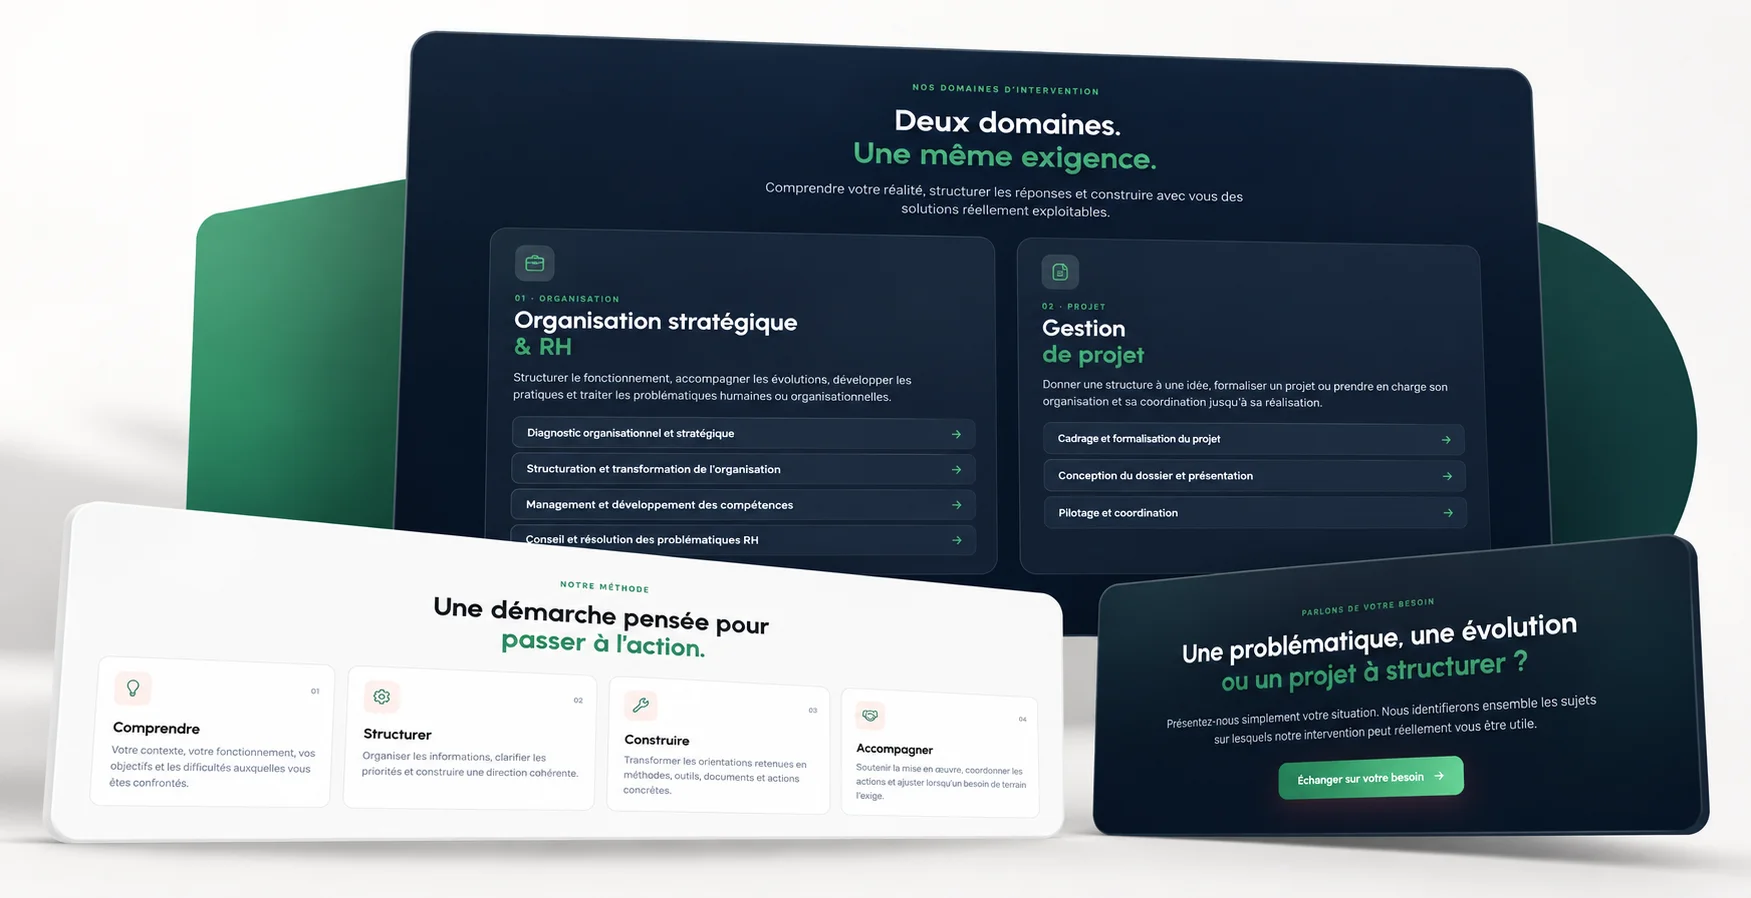 NOS DOMAINES D'INTERVENTION
Deux domaines.
Une même exigence.
Comprendre votre réalité, structurer les réponses et construire avec vous des
solutions réellement exploitables.
01 · ORGANISATION
Organisation stratégique
& RH
Structurer le fonctionnement, accompagner les évolutions, développer les
pratiques et traiter les problématiques humaines ou organisationnelles.
Diagnostic organisationnel et stratégique →
Structuration et transformation de l'organisation →
Management et développement des compétences →
Conseil et résolution des problématiques RH →
02 · PROJET
Gestion
de projet
Donner une structure à une idée, formaliser un projet ou prendre en charge son
organisation et sa coordination jusqu'à sa réalisation.
Cadrage et formalisation du projet →
Conception du dossier et présentation →
Pilotage et coordination →
NOTRE MÉTHODE
Une démarche pensée pour
passer à l'action.
01
Comprendre
Votre contexte, votre fonctionnement, vos
objectifs et les difficultés auxquelles vous
êtes confrontés.
02
Structurer
Organiser les informations, clarifier les
priorités et construire une direction cohérente.
03
Construire
Transformer les orientations retenues en
méthodes, outils, documents et actions
concrètes.
04
Accompagner
Soutenir la mise en œuvre, coordonner les
actions et ajuster lorsqu'un besoin de terrain
l'exige.
PARLONS DE VOTRE BESOIN
Une problématique, une évolution
ou un projet à structurer ?
Présentez-nous simplement votre situation. Nous identifierons ensemble les sujets
sur lesquels notre intervention peut réellement vous être utile.
Échanger sur votre besoin →